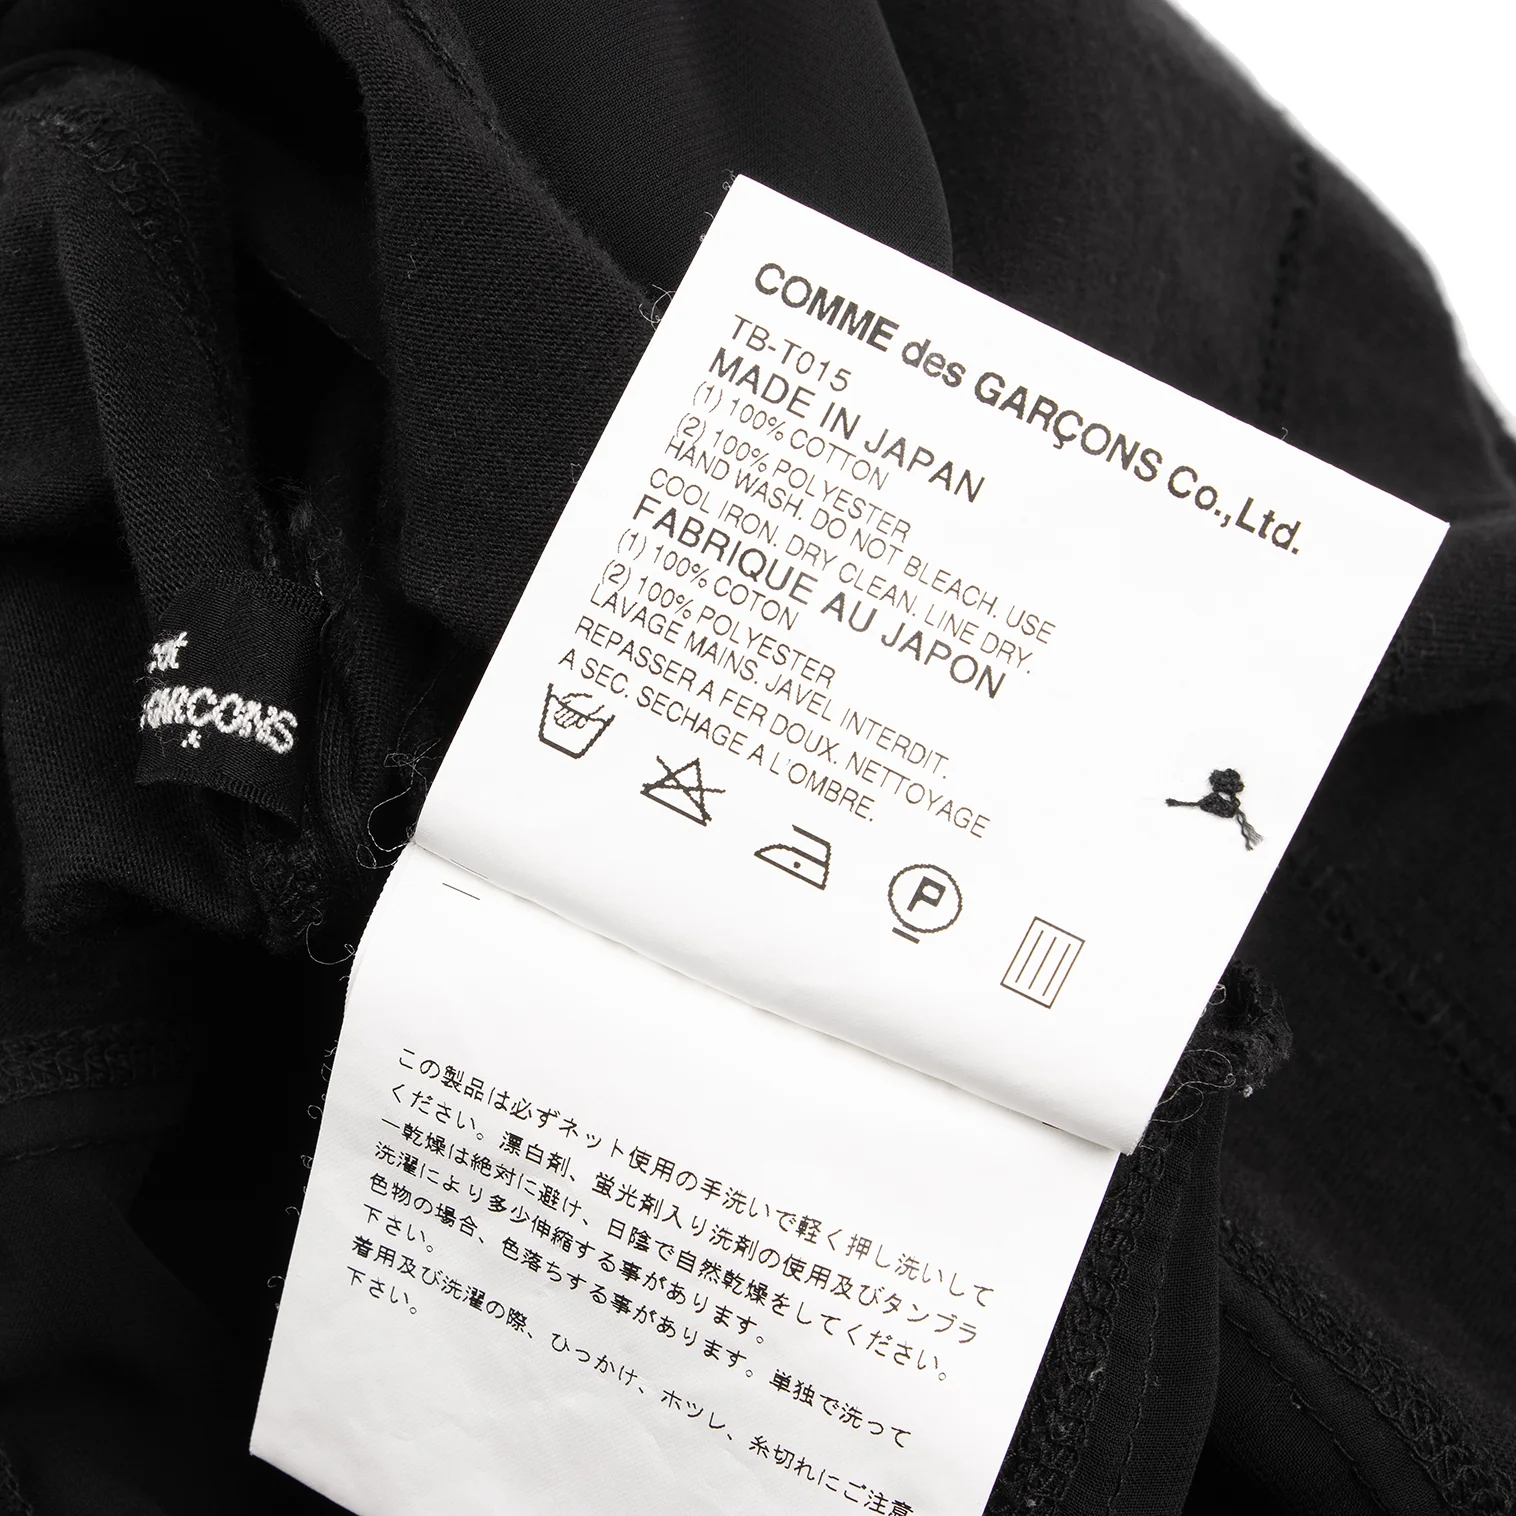 COMME des GARÇONS Co.,Ltd.
TB-T015
MADE IN JAPAN
(1) 100% COTTON
(2) 100% POLYESTER
HAND WASH. DO NOT BLEACH. USE
COOL IRON. DRY CLEAN. LINE DRY.
FABRIQUE AU JAPON
(1) 100% COTON
(2) 100% POLYESTER
LAVAGE MAINS. JAVEL INTERDIT.
REPASSER A FER DOUX. NETTOYAGE
A SEC. SECHAGE A L'OMBRE.
P
GARCONS
この製品は必ずネット使用の手洗いで軽く押し洗いして
ください。漂白剤、蛍光剤入り洗剤の使用及びタンブラ
ー乾燥は絶対に避け、日陰で自然乾燥をしてください。
洗濯により多少伸縮する事があります。
色物の場合、色落ちする事があります。単独で洗って
下さい。
着用及び洗濯の際、ひっかけ、ホツレ、糸切れにご注意
下さい。